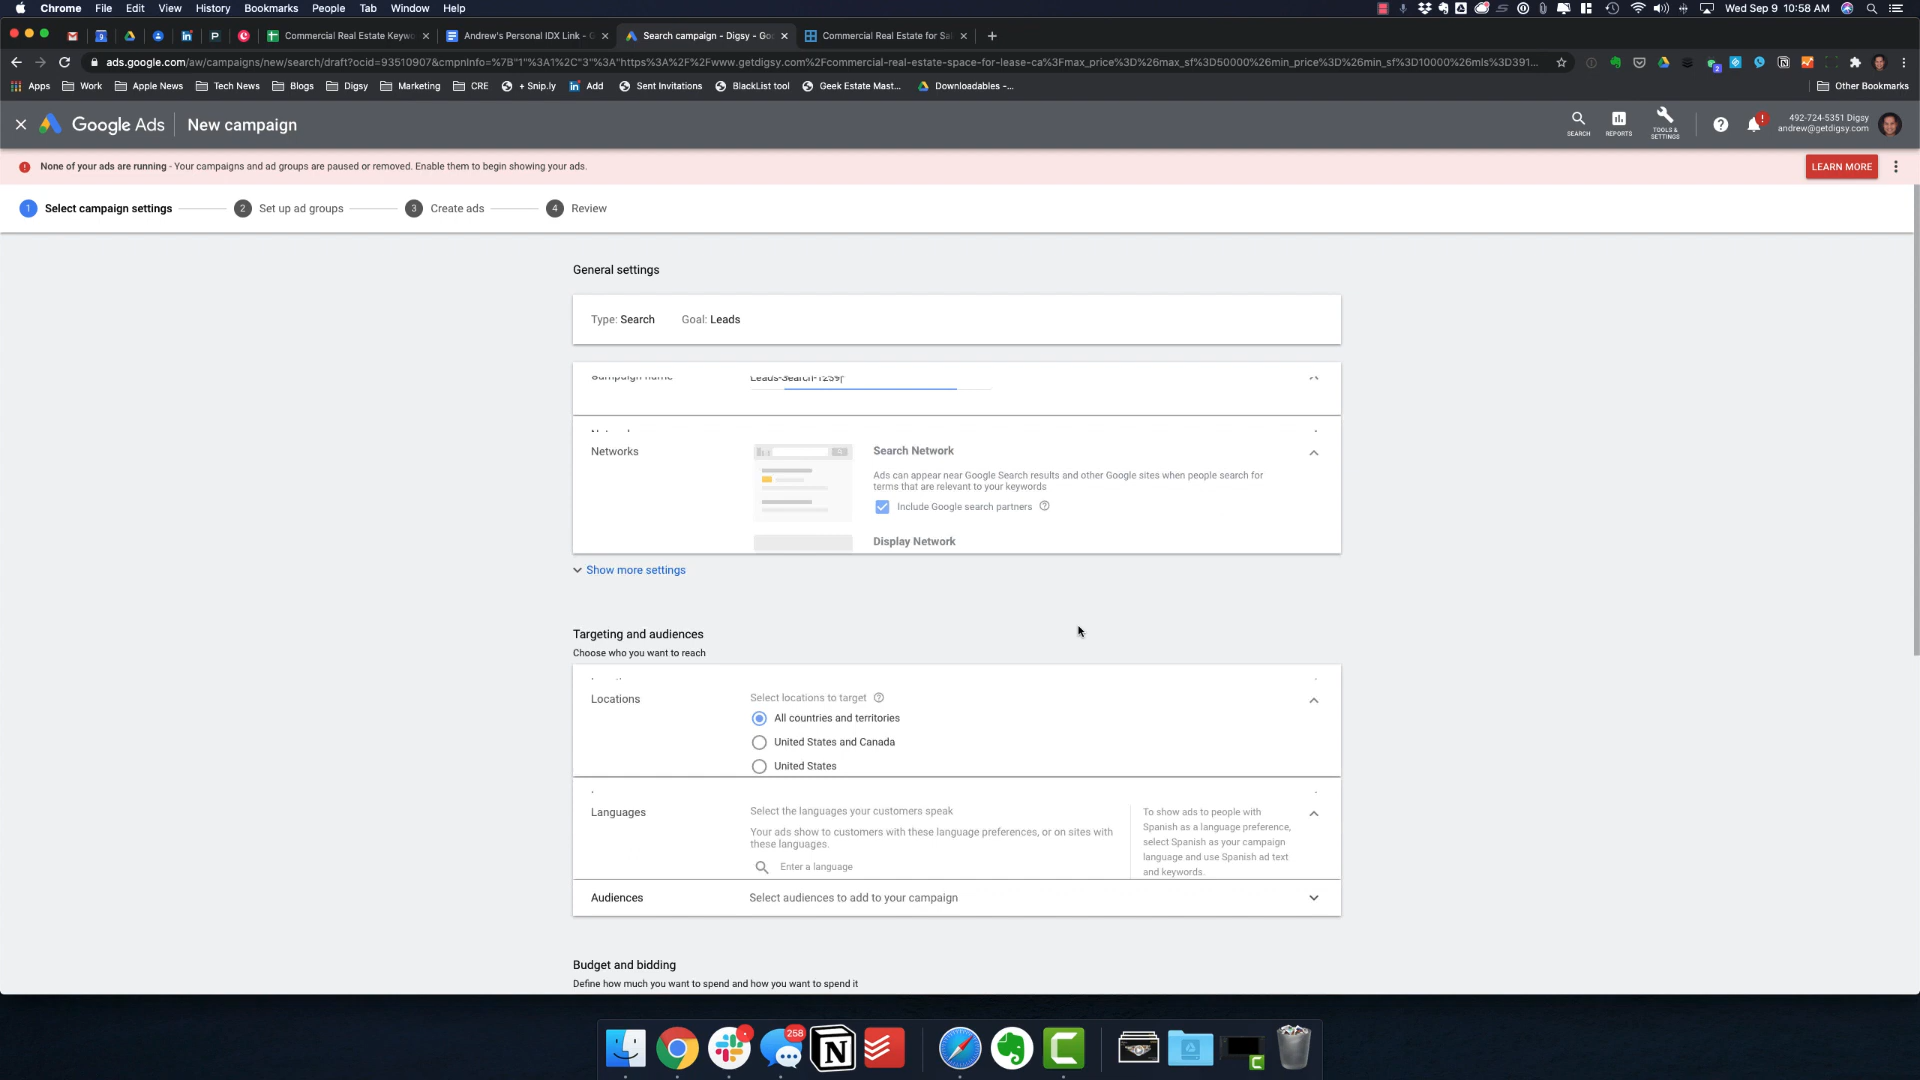 Chrome File Edit View History Bookmarks People Tab Window Help Wed Sep 9 10:58 AM
Commercial Real Estate Keywo Andrew's Personal IDX Link - G Search campaign - Digsy - Goo Commercial Real Estate for Sal
ads.google.com/aw/campaigns/new/search/draft?ocid=93510907&cmpnInfo=%7B"1"%3A1%2C"3"%3A"https%3A%2F%2Fwww.getdigsy.com%2Fcommercial-real-estate-space-for-lease-ca%3Fmax_price%3D%26max_sf%3D50000%26min_price%3D%26min_sf%3D10000%26mls%3D391...
Apps Work Apple News Tech News Blogs Digsy Marketing CRE + Snip.ly Add Sent Invitations BlackList tool Geek Estate Mast... Downloadables -... Other Bookmarks
Google Ads New campaign
SEARCH REPORTS TOOLS & SETTINGS
492-724-5351 Digsy
andrew@getdigsy.com
None of your ads are running - Your campaigns and ad groups are paused or removed. Enable them to begin showing your ads.
LEARN MORE
1 Select campaign settings 2 Set up ad groups 3 Create ads 4 Review
General settings
Type: Search Goal: Leads
Campaign name Leads-Search-1259
Networks
Search Network
Ads can appear near Google Search results and other Google sites when people search for
terms that are relevant to your keywords
Include Google search partners
Display Network
Show more settings
Targeting and audiences
Choose who you want to reach
Locations
Select locations to target
All countries and territories
United States and Canada
United States
Languages
Select the languages your customers speak
Your ads show to customers with these language preferences, or on sites with
these languages.
Enter a language
To show ads to people with
Spanish as a language preference,
select Spanish as your campaign
language and use Spanish ad text
and keywords.
Audiences Select audiences to add to your campaign
Budget and bidding
Define how much you want to spend and how you want to spend it
258